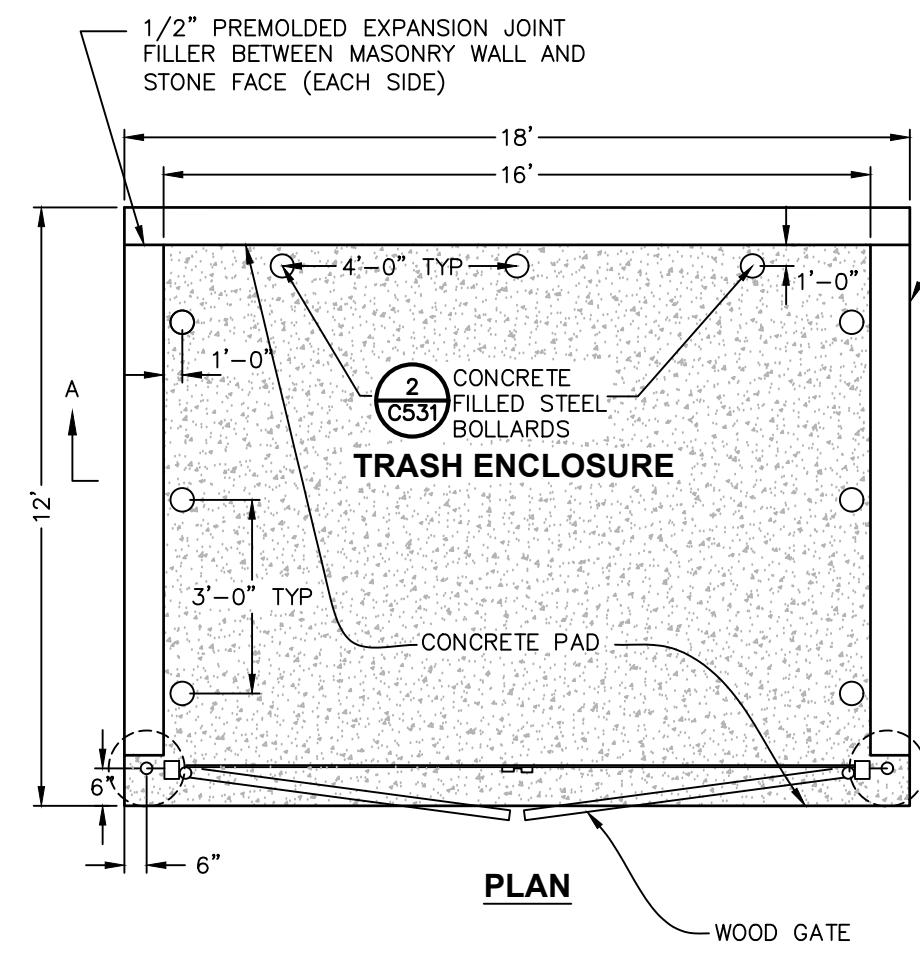 1/2” PREMOLDED EXPANSION JOINT
FILLER BETWEEN MASONRY WALL AND
STONE FACE (EACH SIDE)
18'
16'
4'-0” TYP
1'-0”
1'-0”
A
2
C531
CONCRETE
FILLED STEEL
BOLLARDS
TRASH ENCLOSURE
12'
3'-0” TYP
CONCRETE PAD
6”
6”
PLAN
WOOD GATE